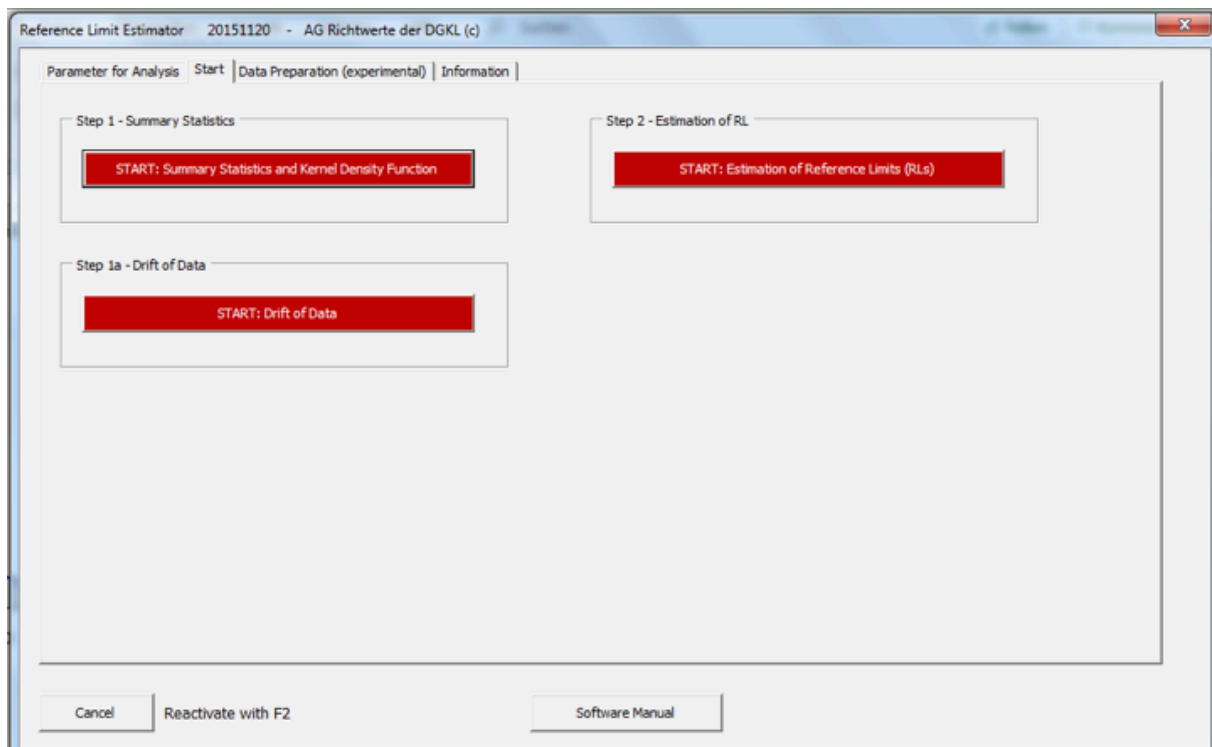 Reference Limit Estimator 20151120 - AG Richtwerte der DGKL (c)
Parameter for Analysis Start Data Preparation (experimental) Information
Step 1 - Summary Statistics
START: Summary Statistics and Kernel Density Function
Step 2 - Estimation of RL
START: Estimation of Reference Limits (RLs)
Step 1a - Drift of Data
START: Drift of Data
Cancel Reactivate with F2 Software Manual